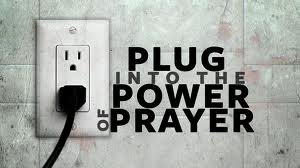 PLUG
INTO THE
POWER
OF PRAYER